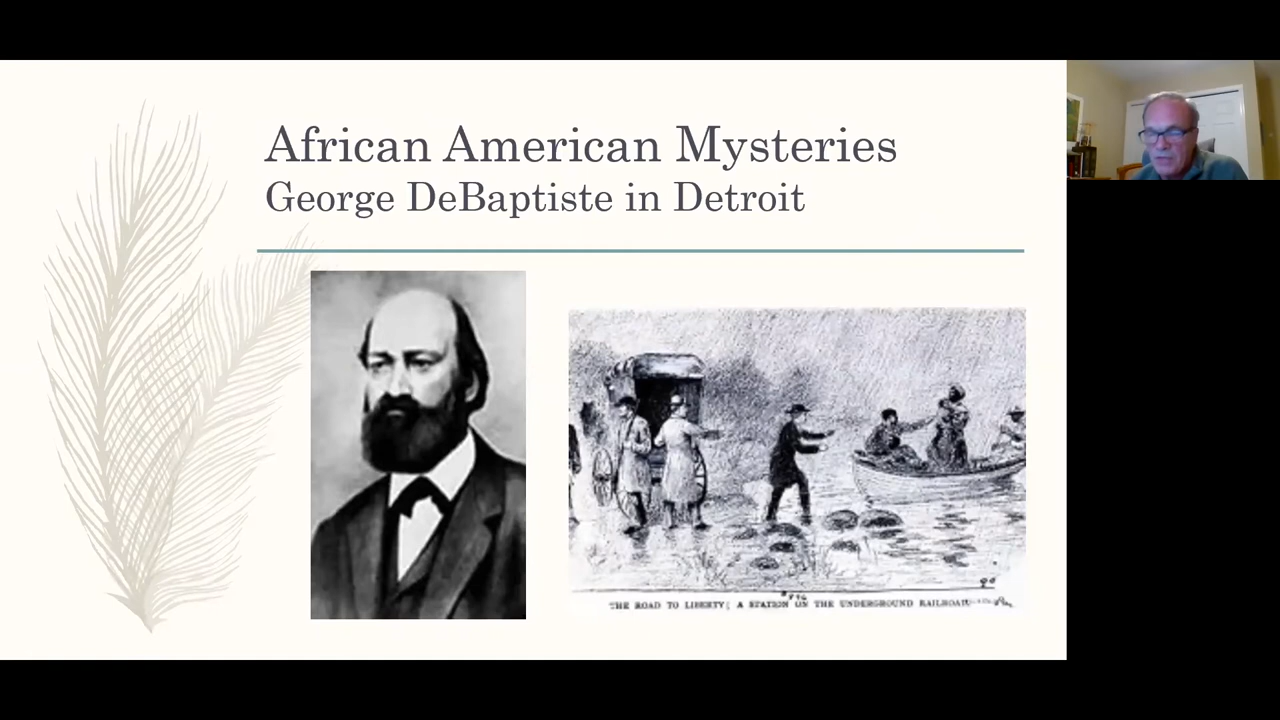 African American Mysteries
George DeBaptiste in Detroit
THE ROAD TO LIBERTY; A STATION ON THE UNDERGROUND RAILROAD